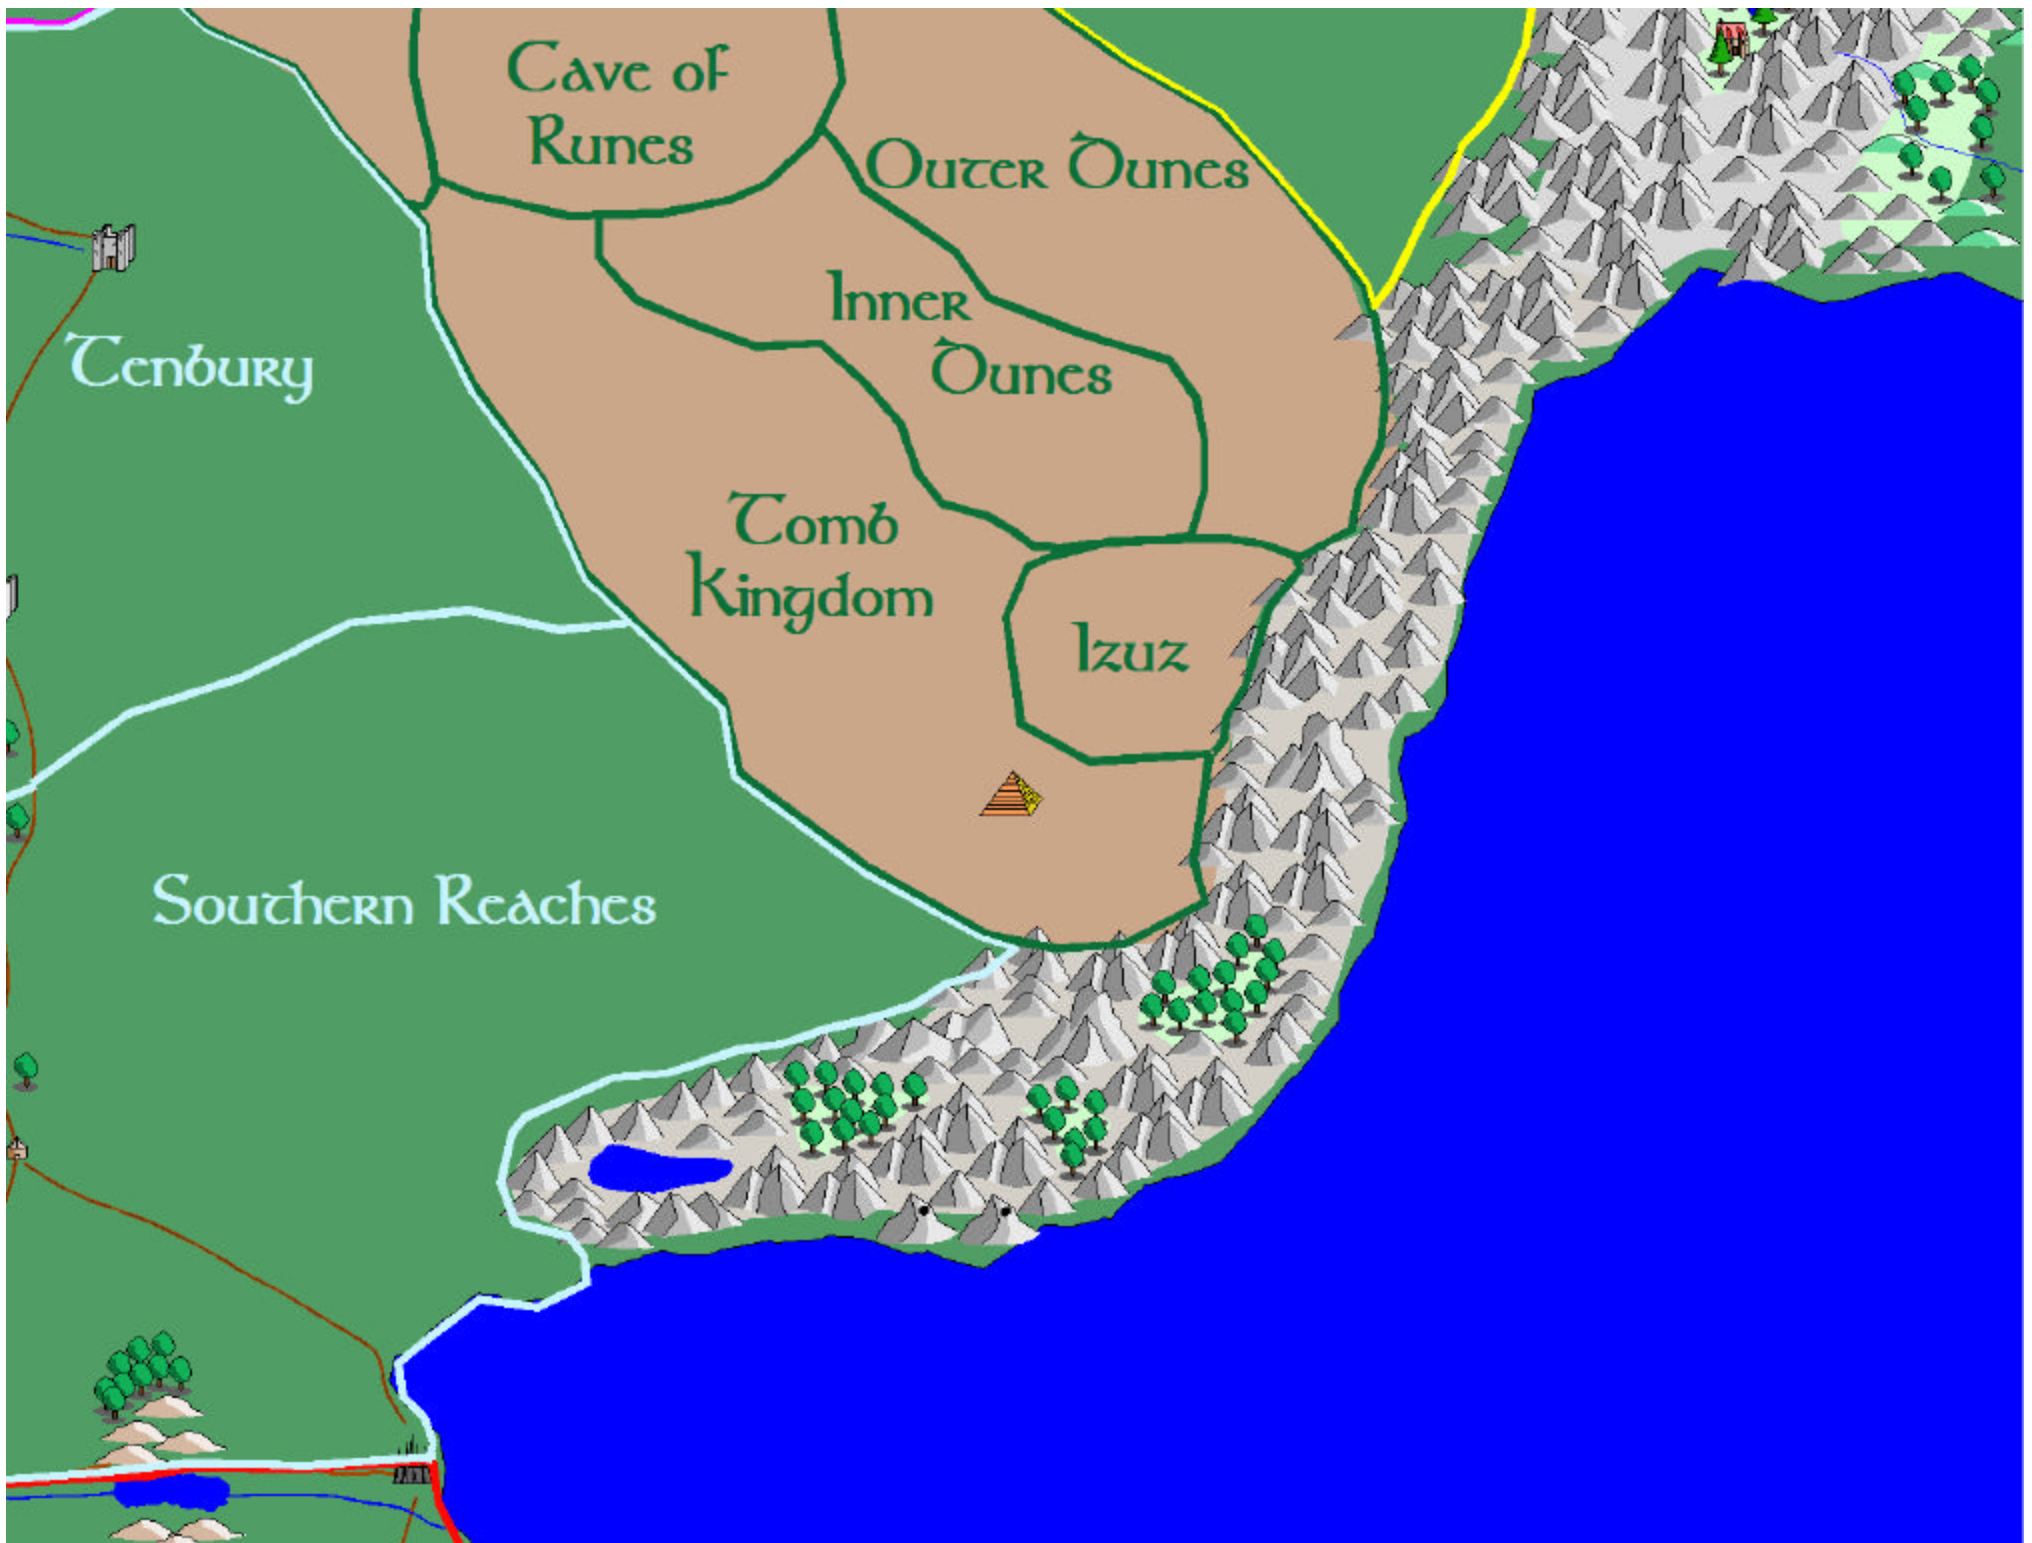 Cave of
Runes
Outer Dunes
Inner
Dunes
Tenbury
Tomb
Kingdom
Izuz
Southern Reaches